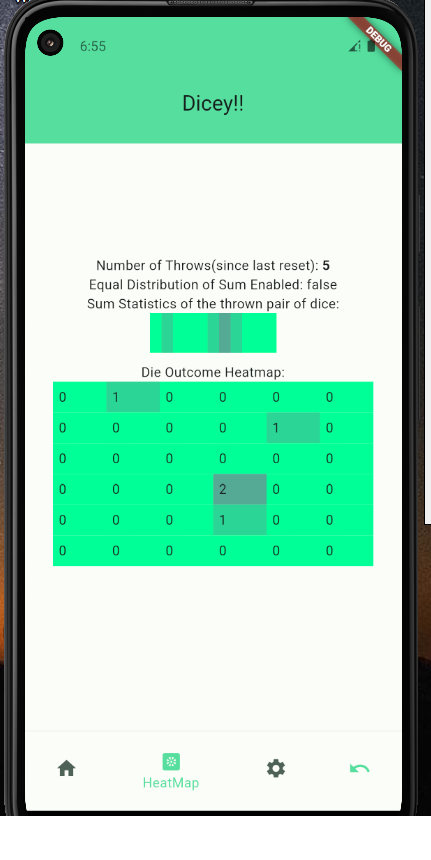 6:55
DEBUG
Dicey!!
Number of Throws(since last reset): 5
Equal Distribution of Sum Enabled: false
Sum Statistics of the thrown pair of dice:
Die Outcome Heatmap:
0 1 0 0 0 0
0 0 0 0 1 0
0 0 0 0 0 0
0 0 0 2 0 0
0 0 0 1 0 0
0 0 0 0 0 0
HeatMap